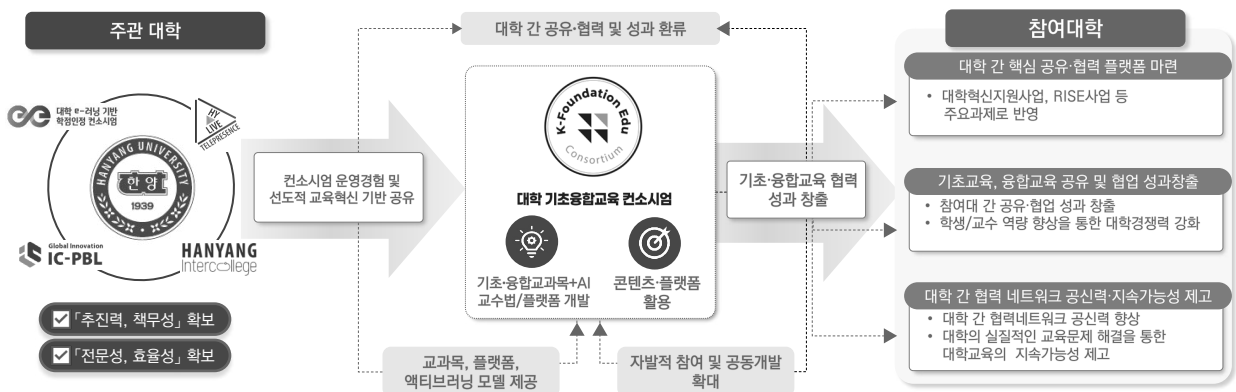 주관 대학
대학 e-러닝 기반
학점인정 컨소시엄
HY
LIVE
TELEPRESENCE
HANYANG UNIVERSITY
한양
1939
Global Innovation
IC-PBL
HANYANG
Intercollege
「추진력, 책무성」 확보
「전문성, 효율성」 확보
컨소시엄 운영경험 및
선도적 교육혁신 기반 공유
대학 간 공유·협력 및 성과 환류
K-Foundation Edu
Consortium
대학 기초융합교육 컨소시엄
기초·융합교과목+AI
교수법/플랫폼 개발
콘텐츠·플랫폼
활용
교과목, 플랫폼,
액티브러닝 모델 제공
자발적 참여 및 공동개발
확대
기초·융합교육 협력
성과 창출
참여대학
대학 간 핵심 공유·협력 플랫폼 마련
• 대학혁신지원사업, RISE사업 등
주요과제로 반영
기초교육, 융합교육 공유 및 협업 성과창출
• 참여대 간 공유·협업 성과 창출
• 학생/교수 역량 향상을 통한 대학경쟁력 강화
대학 간 협력 네트워크 공신력·지속가능성 제고
• 대학 간 협력네트워크 공신력 향상
• 대학의 실질적인 교육문제 해결을 통한
대학교육의 지속가능성 제고